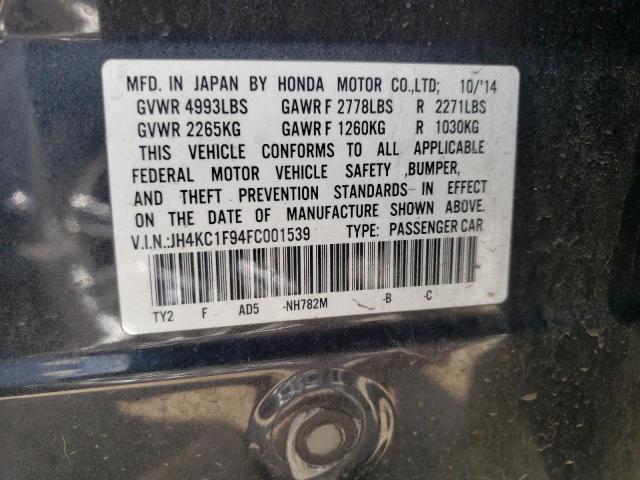 MFD. IN JAPAN BY HONDA MOTOR CO.,LTD; 10/'14
GVWR 4993LBS GAWR F 2778LBS R 2271LBS
GVWR 2265KG GAWR F 1260KG R 1030KG
THIS VEHICLE CONFORMS TO ALL APPLICABLE
FEDERAL MOTOR VEHICLE SAFETY ,BUMPER,
AND THEFT PREVENTION STANDARDS IN EFFECT
ON THE DATE OF MANUFACTURE SHOWN ABOVE.
V.I.N.:JH4KC1F94FC001539 TYPE: PASSENGER CAR
TY2 F AD5 -NH782M -B -C